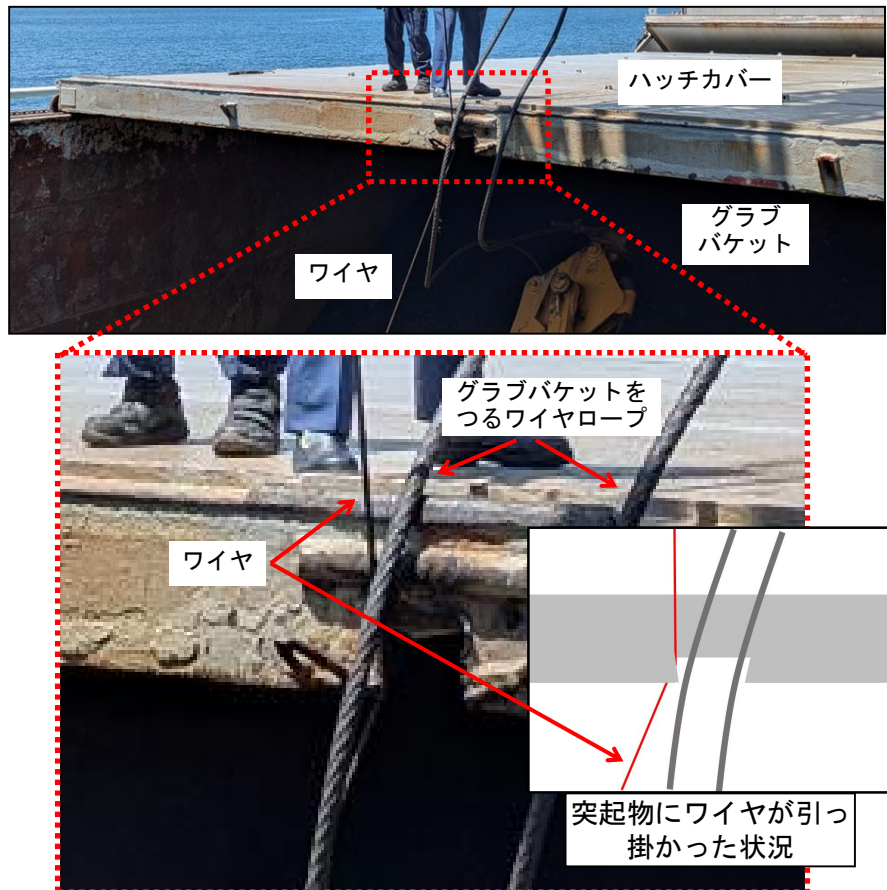 ハッチカバー
グラブ
バケット
ワイヤ
グラブバケットを
つるワイヤロープ
ワイヤ
突起物にワイヤが引っ
掛かった状況